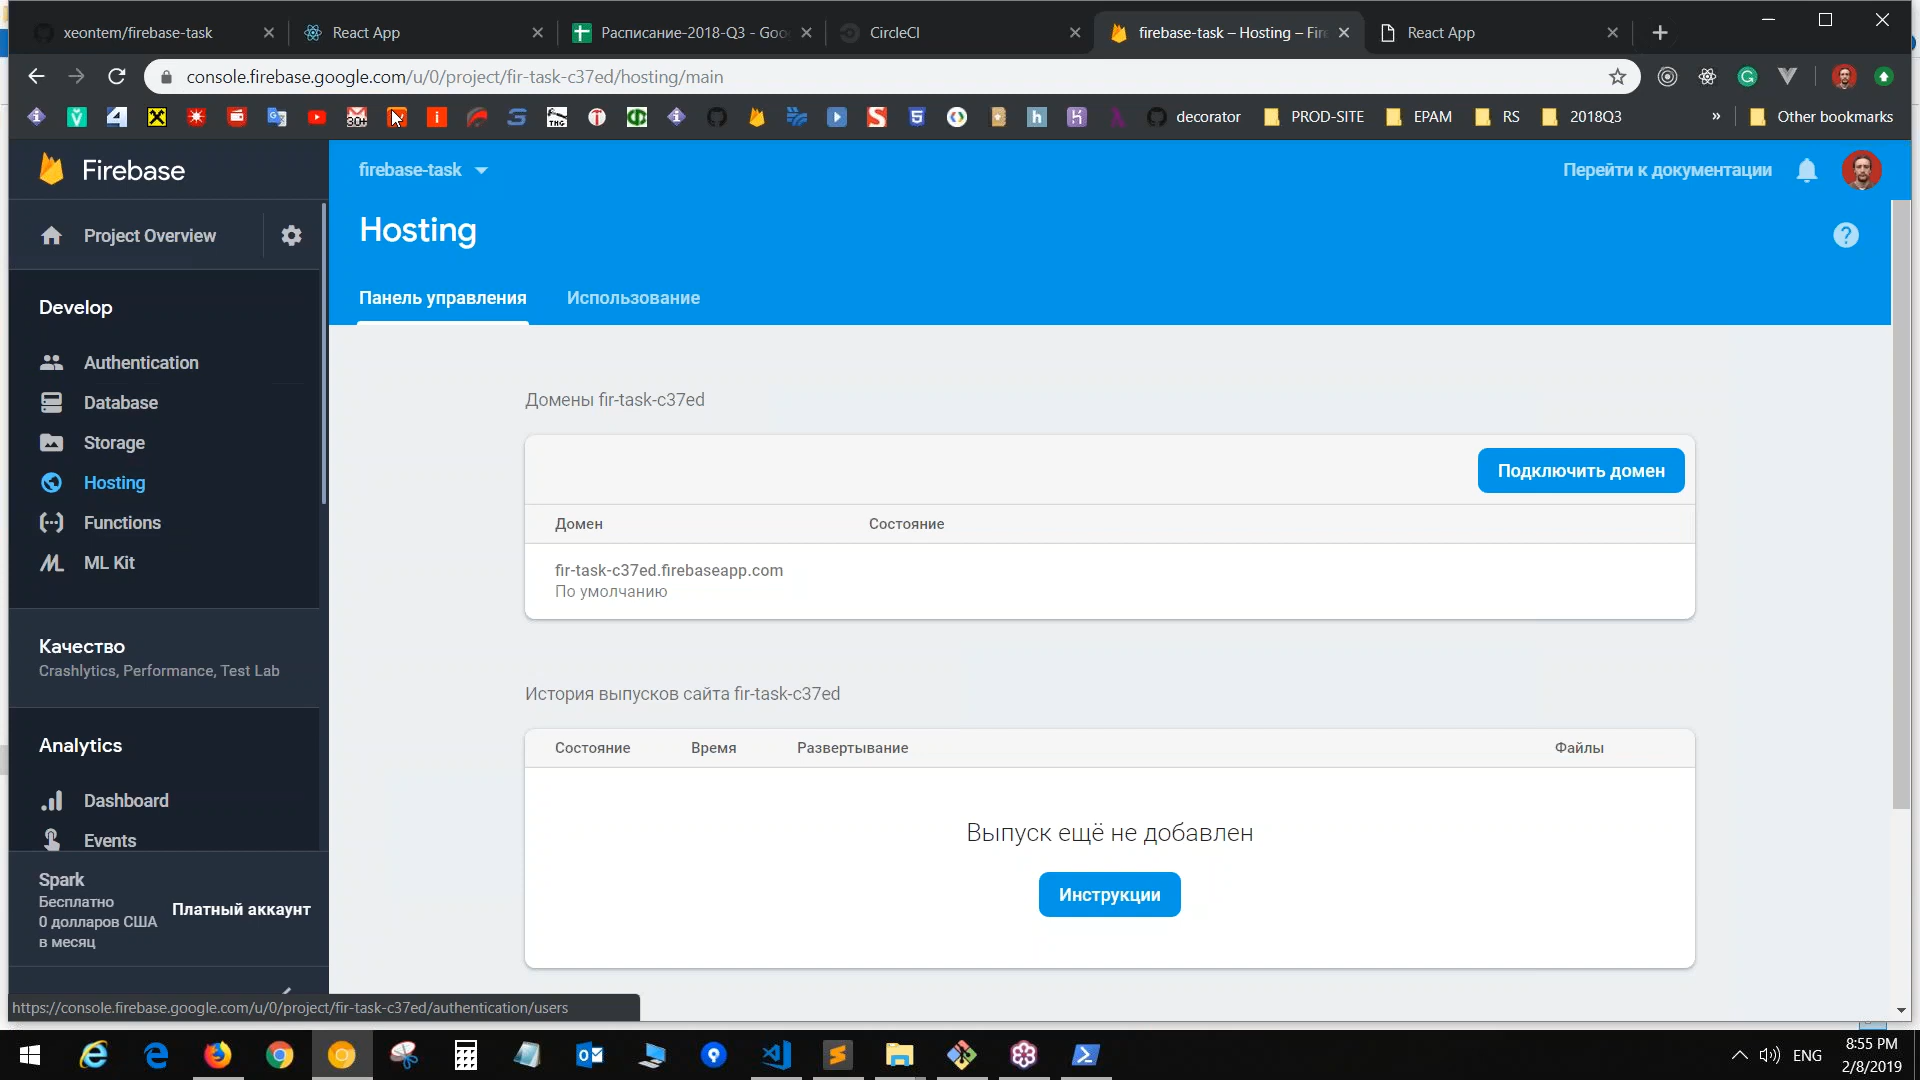 xeontem/firebase-task
React App
Расписание-2018-Q3 - Goo
CircleCI
firebase-task – Hosting – Fire
React App
console.firebase.google.com/u/0/project/fir-task-c37ed/hosting/main
decorator
PROD-SITE
EPAM
RS
2018Q3
»
Other bookmarks
Firebase
firebase-task
Перейти к документации
Project Overview
Hosting
Панель управления
Использование
Develop
Authentication
Database
Storage
Hosting
Functions
ML Kit
Качество
Crashlytics, Performance, Test Lab
Analytics
Dashboard
Events
Spark
Бесплатно
0 долларов США
в месяц
Платный аккаунт
Домены fir-task-c37ed
Подключить домен
Домен
Состояние
fir-task-c37ed.firebaseapp.com
По умолчанию
История выпусков сайта fir-task-c37ed
Состояние
Время
Развертывание
Файлы
Выпуск ещё не добавлен
Инструкции
https://console.firebase.google.com/u/0/project/fir-task-c37ed/authentication/users
ENG
8:55 PM
2/8/2019